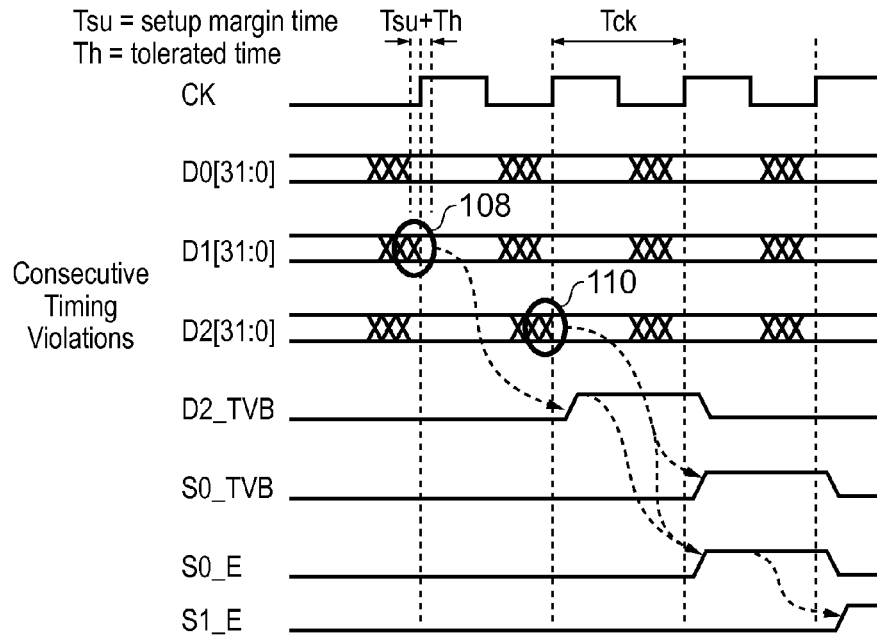 Tsu = setup margin time
Th = tolerated time
Tsu+Th
Tck
CK
D0[31:0]
108
D1[31:0]
Consecutive
Timing
Violations
110
D2[31:0]
D2_TVB
S0_TVB
S0_E
S1_E